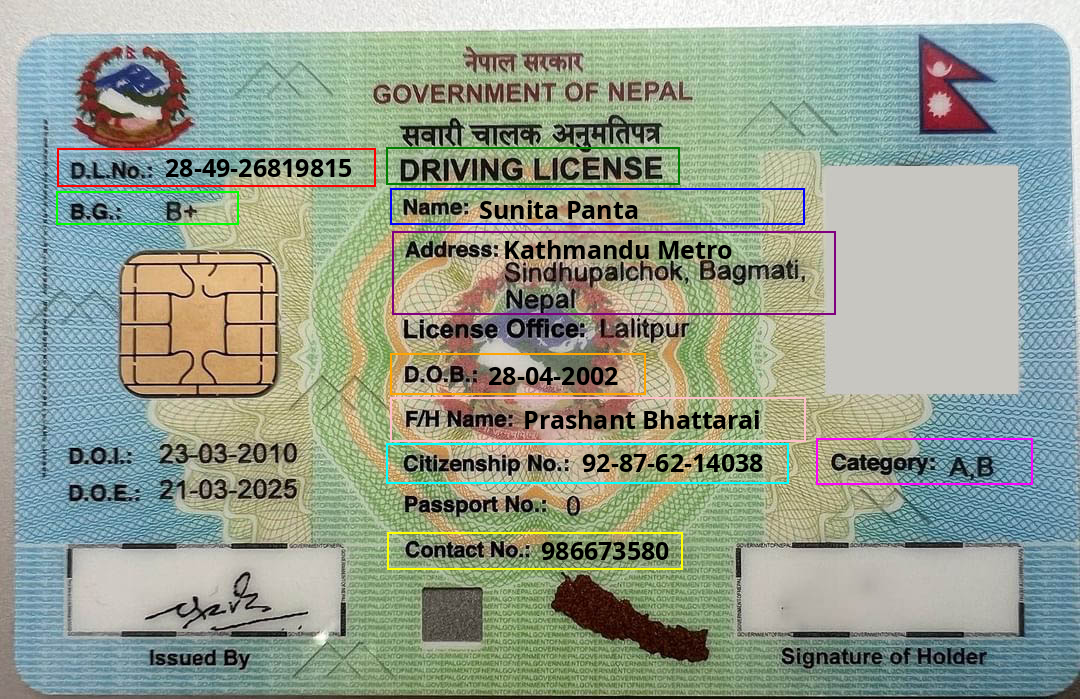 नेपाल सरकार
GOVERNMENT OF NEPAL
सवारी चालक अनुमतिपत्र
DRIVING LICENSE
D.L.No.: 28-49-26819815
B.G.: B+
Name: Sunita Panta
Address: Kathmandu Metro
Sindhupalchok, Bagmati,
Nepal
License Office: Lalitpur
D.O.B.: 28-04-2002
F/H Name: Prashant Bhattarai
D.O.I.: 23-03-2010
Citizenship No.: 92-87-62-14038
Category: A,B
D.O.E.: 21-03-2025
Passport No.: 0
Contact No.: 986673580
Issued By
Signature of Holder